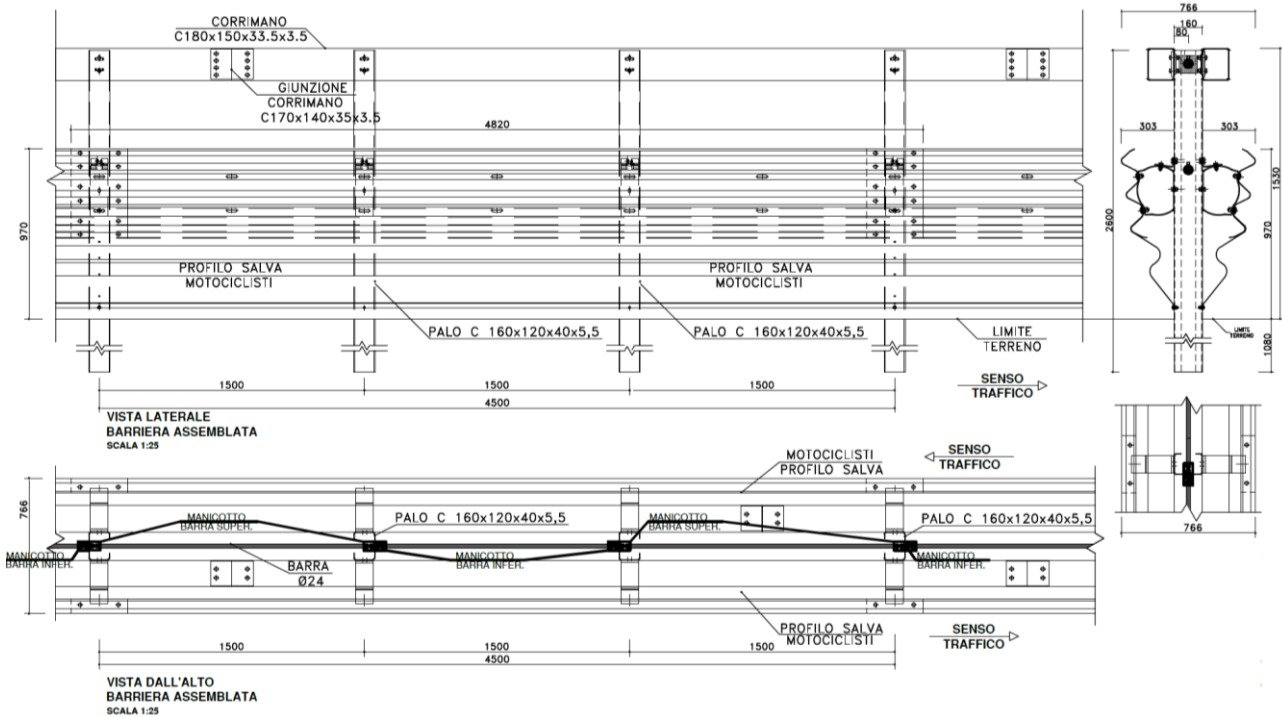 CORRIMANO
C180x150x33.5x3.5
GIUNZIONE
CORRIMANO
C170x140x35x3.5
4820
970
PROFILO SALVA
MOTOCICLISTI
PROFILO SALVA
MOTOCICLISTI
PALO C 160x120x40x5,5
PALO C 160x120x40x5,5
LIMITE
TERRENO
1500
1500
1500
4500
SENSO
TRAFFICO
VISTA LATERALE
BARRIERA ASSEMBLATA
SCALA 1:25
766
160
80
303
303
2600
1530
970
1080
LIMITE
TERRENO
766
MOTOCICLISTI
PROFILO SALVA
SENSO
TRAFFICO
766
MANICOTTO
BARRA SUPER.
PALO C 160x120x40x5,5
MANICOTTO
BARRA SUPER.
PALO C 160x120x40x5,5
MANICOTTO
BARRA INFER.
BARRA
Ø24
MANICOTTO
BARRA INFER.
MANICOTTO
BARRA INFER.
PROFILO SALVA
MOTOCICLISTI
SENSO
TRAFFICO
1500
1500
1500
4500
VISTA DALL'ALTO
BARRIERA ASSEMBLATA
SCALA 1:25